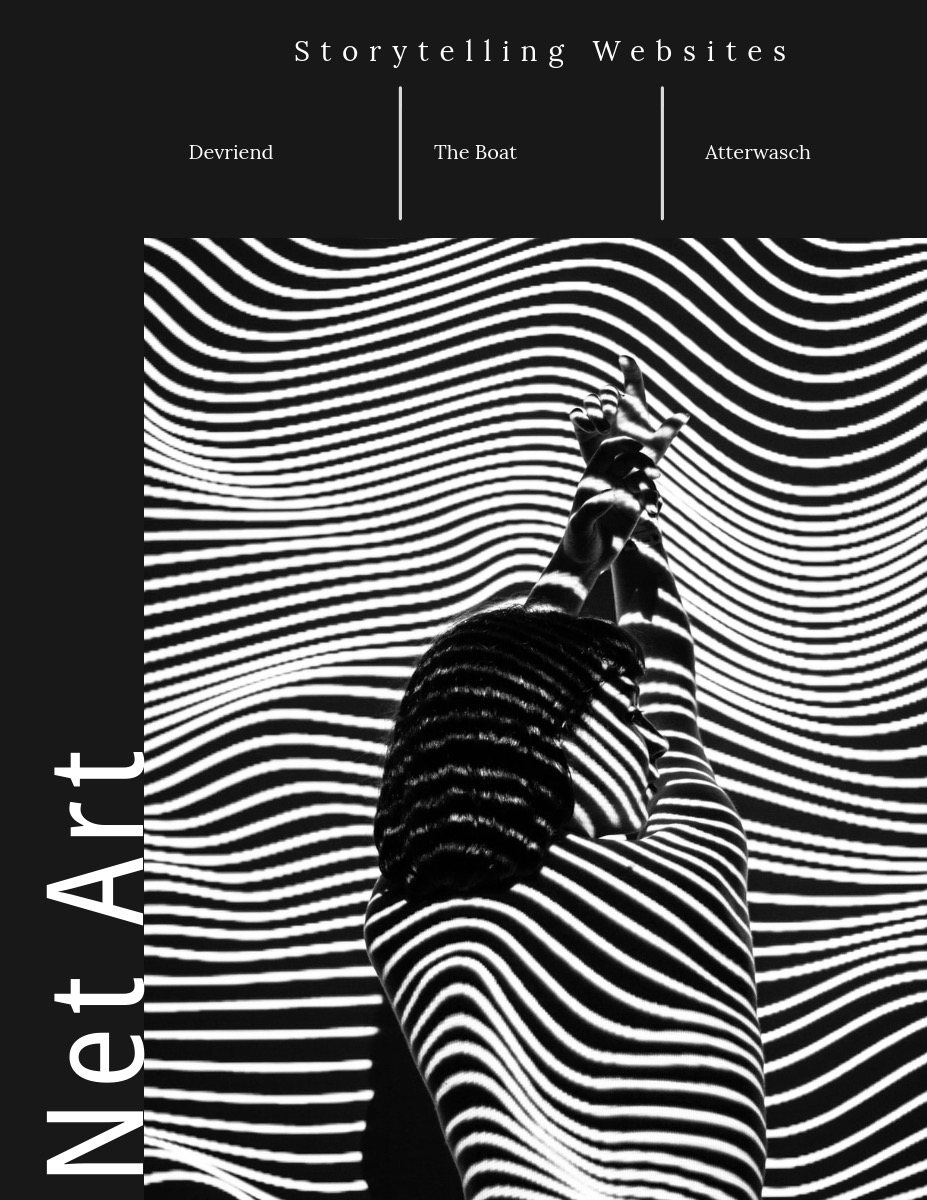 Storytelling Websites
Devriend
The Boat
Atterwasch
Net Art